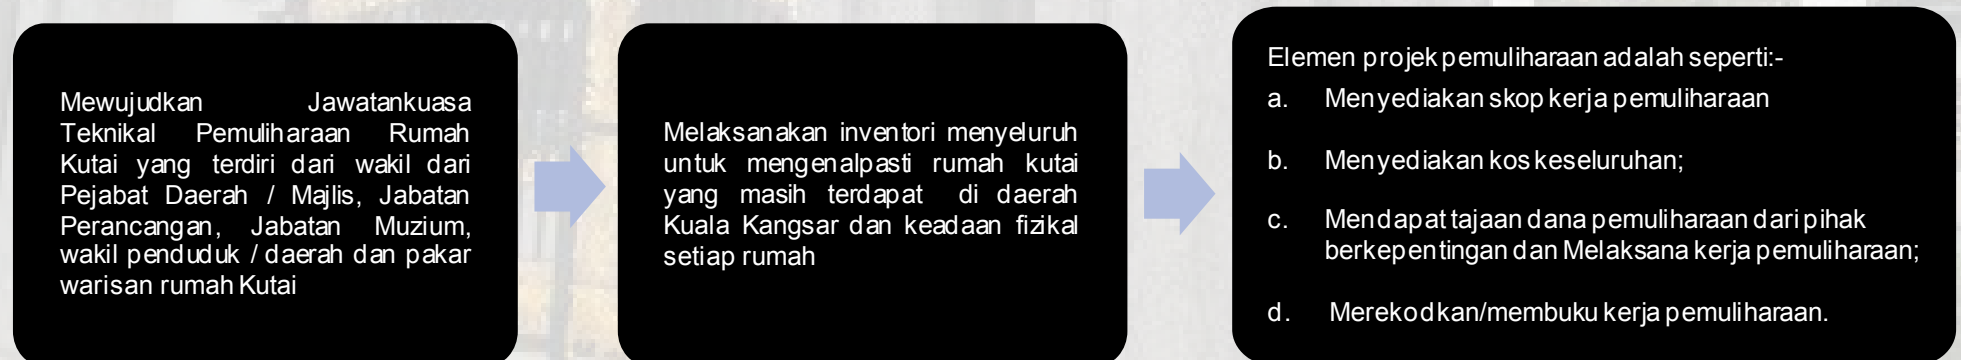 Mewujudkan Jawatankuasa
Teknikal Pemuliharaan Rumah
Kutai yang terdiri dari wakil dari
Pejabat Daerah / Majlis, Jabatan
Perancangan, Jabatan Muzium,
wakil penduduk / daerah dan pakar
warisan rumah Kutai
Melaksanakan inventori menyeluruh
untuk mengenalpasti rumah kutai
yang masih terdapat di daerah
Kuala Kangsar dan keadaan fizikal
setiap rumah
Elemen projek pemuliharaan adalah seperti:-
a. Menyediakan skop kerja pemuliharaan
b. Menyediakan kos keseluruhan;
c. Mendapat tajaan dana pemuliharaan dari pihak
berkepentingan dan Melaksana kerja pemuliharaan;
d. Merekodkan/membuku kerja pemuliharaan.